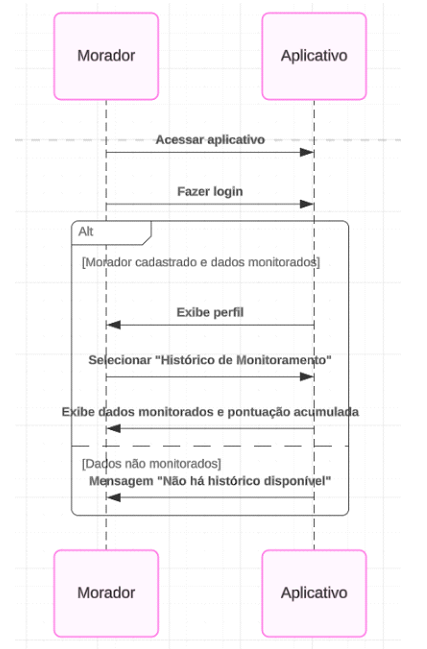 Morador
Aplicativo
Acessar aplicativo
Fazer login
Alt
[Morador cadastrado e dados monitorados]
Exibe perfil
Selecionar "Histórico de Monitoramento"
Exibe dados monitorados e pontuação acumulada
[Dados não monitorados]
Mensagem "Não há histórico disponível"
Morador
Aplicativo